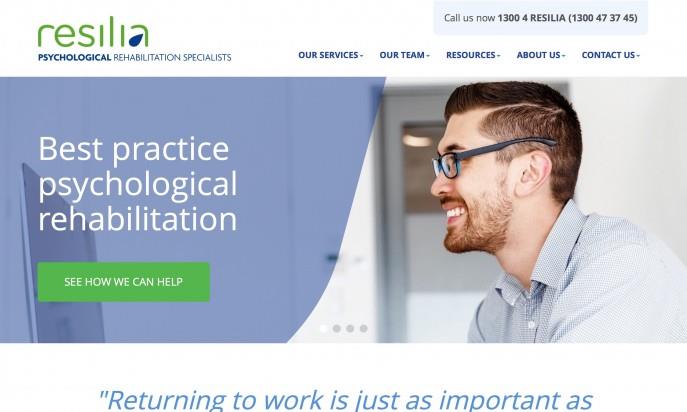 Call us now 1300 4 RESILIA (1300 47 37 45)
resilia
PSYCHOLOGICAL REHABILITATION SPECIALISTS
OUR SERVICES OUR TEAM RESOURCES ABOUT US CONTACT US
Best practice
psychological
rehabilitation
SEE HOW WE CAN HELP
"Returning to work is just as important as